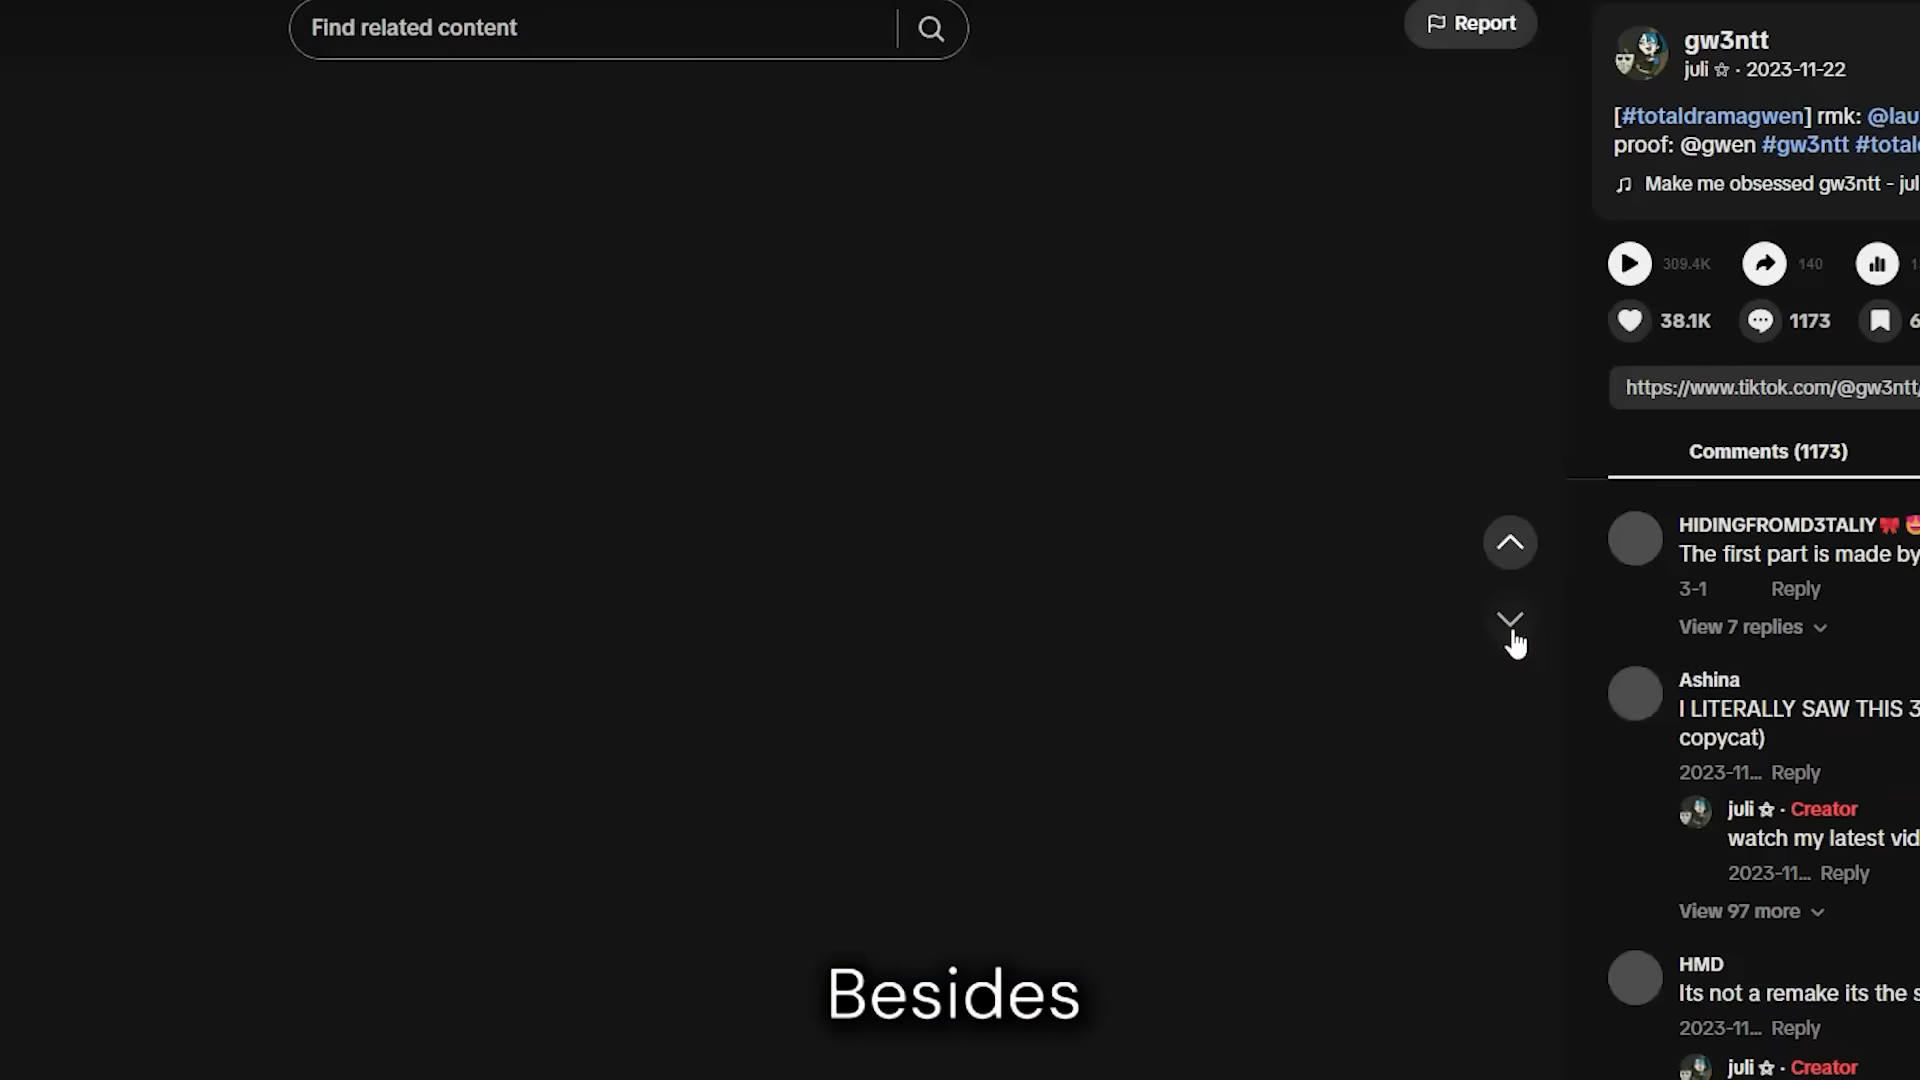 Find related content
Report
gw3ntt
juli ☆ · 2023-11-22
[#totaldramagwen] rmk: @lau
proof: @gwen #gw3ntt #total
Make me obsessed gw3ntt - jul
309.4K 140 1
38.1K 1173 6
https://www.tiktok.com/@gw3ntt/
Comments (1173)
HIDINGFROMD3TALIY🎀🤩
The first part is made by
3-1 Reply
View 7 replies
Ashina
I LITERALLY SAW THIS 3
copycat)
2023-11... Reply
juli ☆ · Creator
watch my latest vid
2023-11... Reply
View 97 more
HMD
Its not a remake its the s
2023-11... Reply
juli ☆ · Creator
Besides